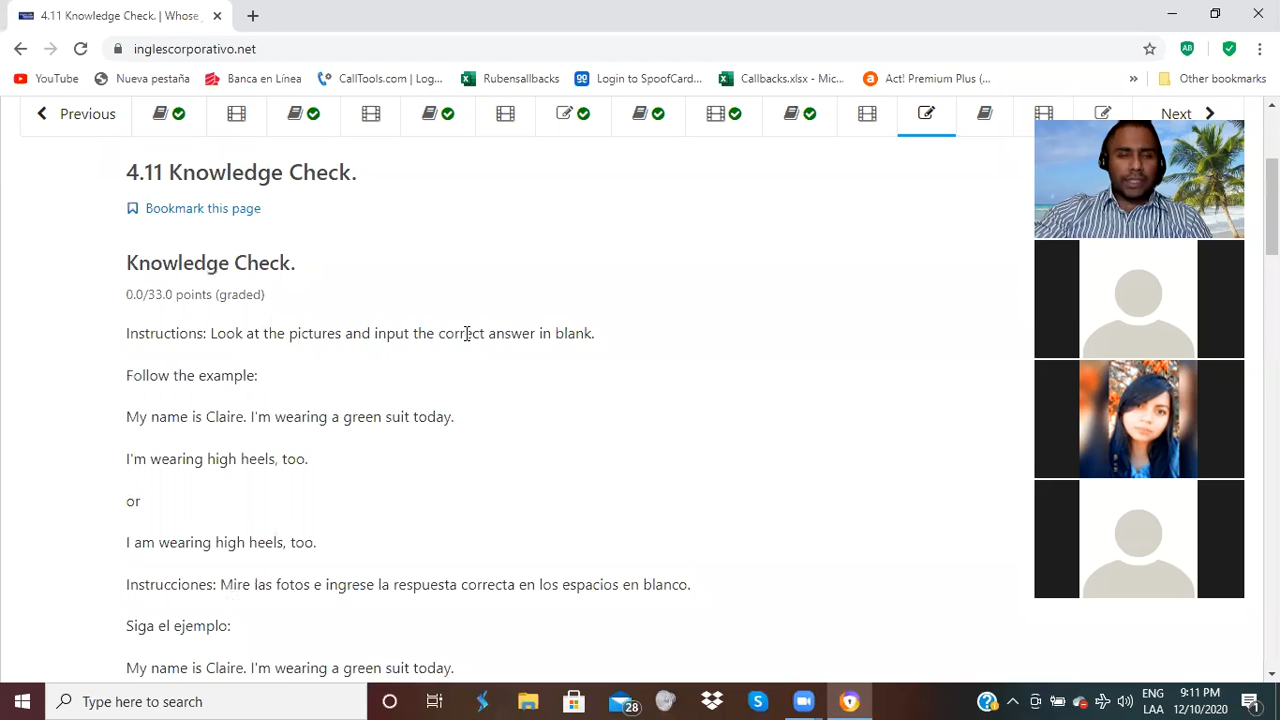 4.11 Knowledge Check. | Whose
inglescorporativo.net
YouTube Nueva pestaña Banca en Línea CallTools.com | Log... Rubensallbacks Login to SpoofCard... Callbacks.xlsx - Mic... Act! Premium Plus (... » Other bookmarks
Previous Next
4.11 Knowledge Check.
Bookmark this page
Knowledge Check.
0.0/33.0 points (graded)
Instructions: Look at the pictures and input the correct answer in blank.
Follow the example:
My name is Claire. I'm wearing a green suit today.
I'm wearing high heels, too.
or
I am wearing high heels, too.
Instrucciones: Mire las fotos e ingrese la respuesta correcta en los espacios en blanco.
Siga el ejemplo:
My name is Claire. I'm wearing a green suit today.
Type here to search 28 ENG 9:11 PM
LAA 12/10/2020 1